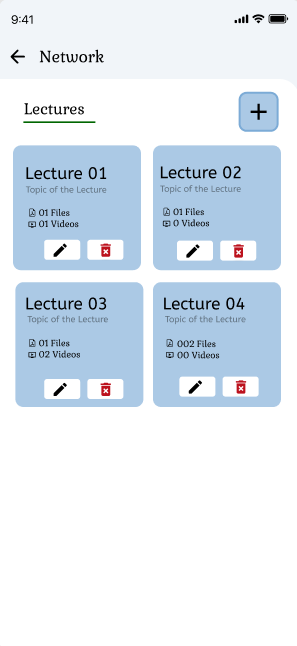 9:41
Network
Lectures
Lecture 01
Topic of the Lecture
01 Files
01 Videos
Lecture 02
Topic of the Lecture
01 Files
0 Videos
Lecture 03
Topic of the Lecture
01 Files
02 Videos
Lecture 04
Topic of the Lecture
002 Files
00 Videos